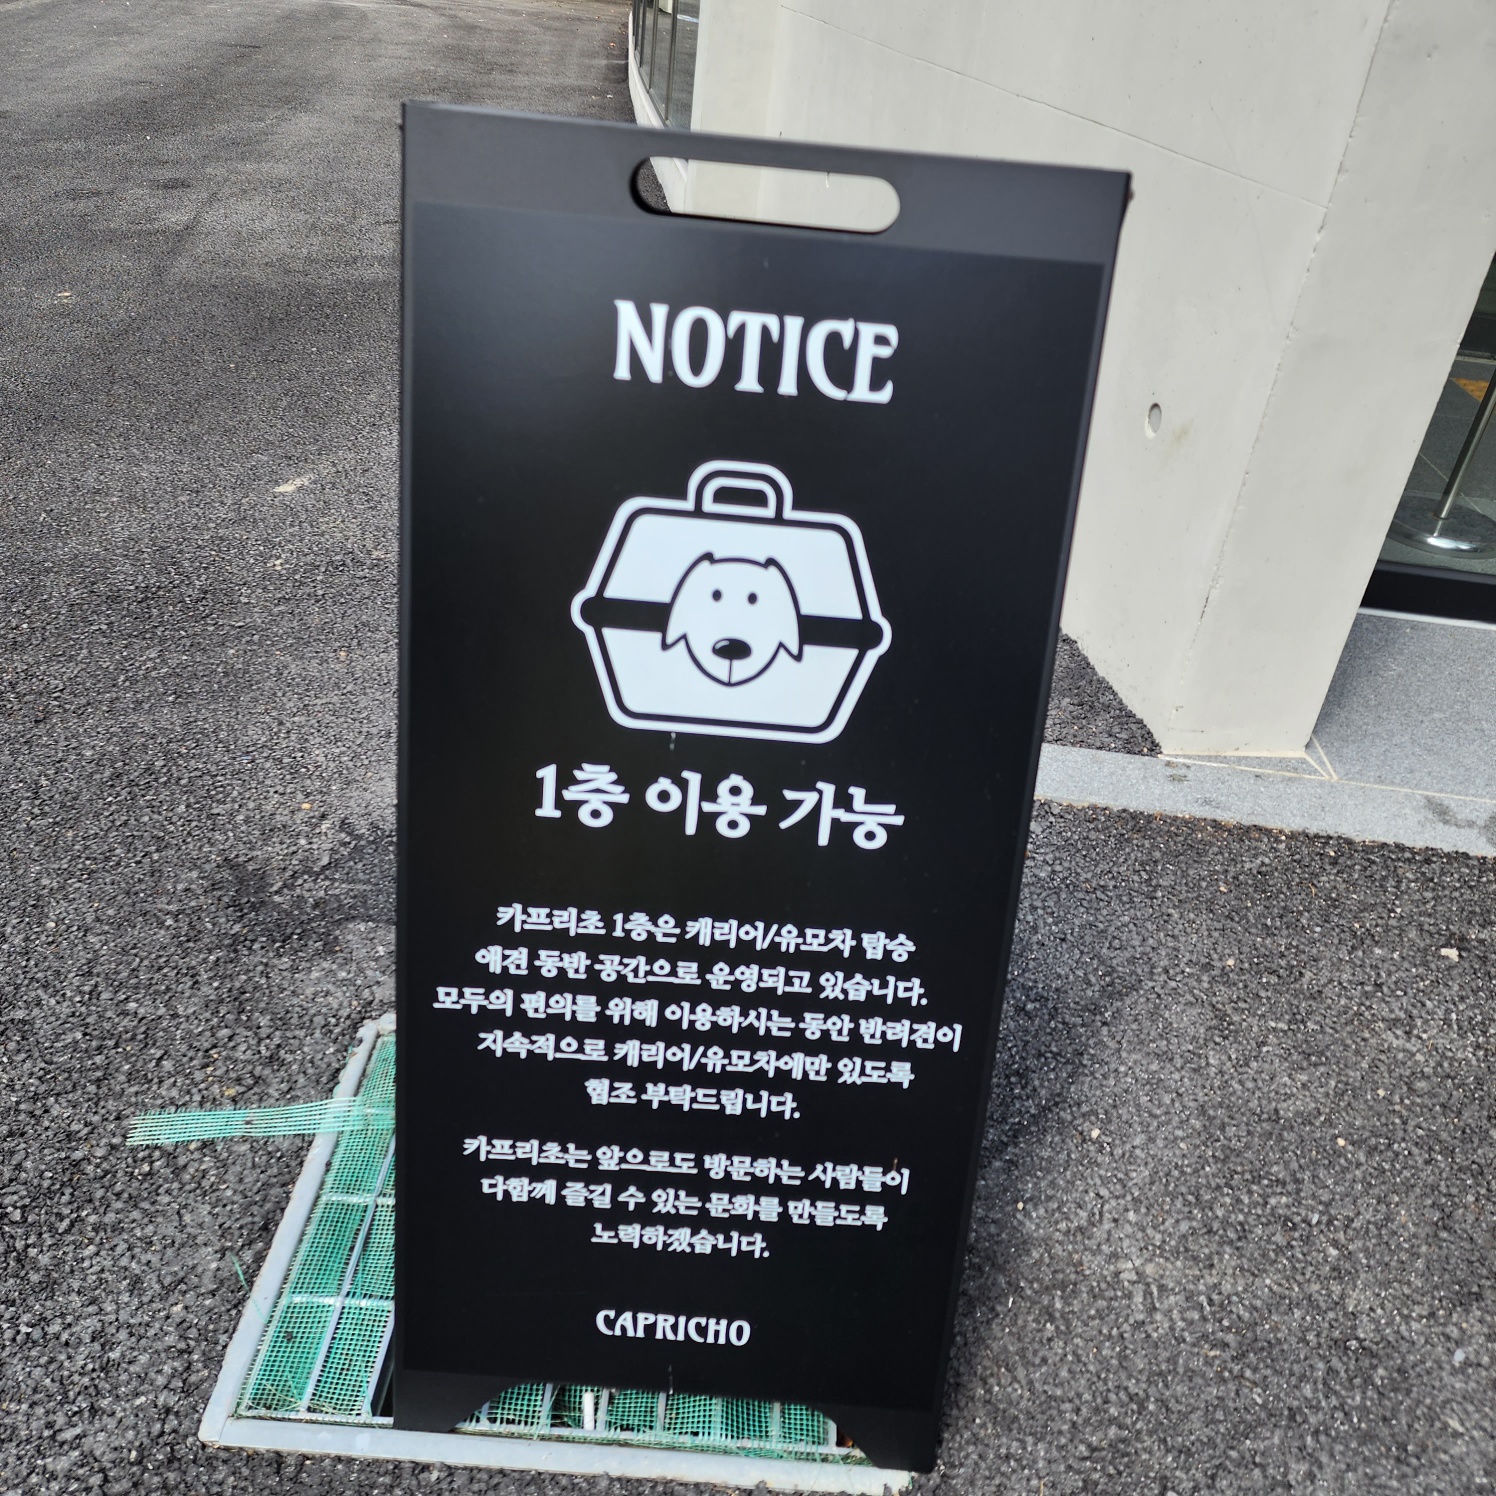 NOTICE
1층 이용 가능
카프리초 1층은 캐리어/유모차 탑승
애견 동반 공간으로 운영되고 있습니다.
모두의 편의를 위해 이용하시는 동안 반려견이
지속적으로 캐리어/유모차에만 있도록
협조 부탁드립니다.
카프리초는 앞으로도 방문하는 사람들이
다함께 즐길 수 있는 문화를 만들도록
노력하겠습니다.
CAPRICHO